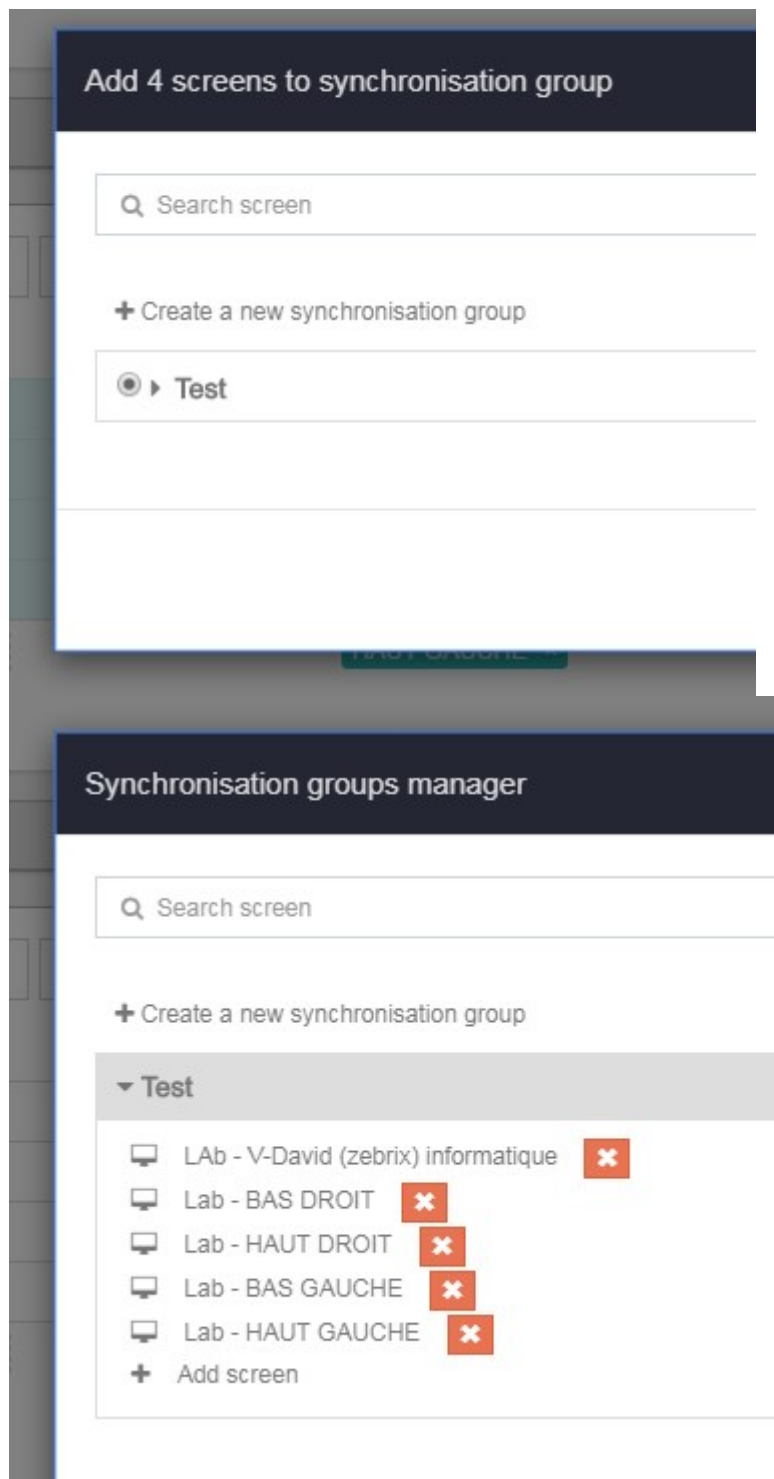 Add 4 screens to synchronisation group
Search screen
Create a new synchronisation group
Test
HAUT GAUCHE
Synchronisation groups manager
Search screen
Create a new synchronisation group
Test
LAb - V-David (zebrix) informatique
Lab - BAS DROIT
Lab - HAUT DROIT
Lab - BAS GAUCHE
Lab - HAUT GAUCHE
Add screen